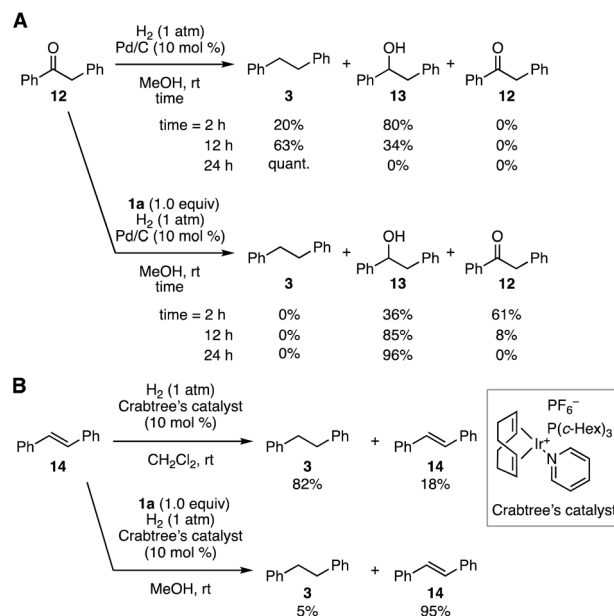 A
O
Ph
Ph
12
H2 (1 atm)
Pd/C (10 mol %)
MeOH, rt
time
Ph
Ph
3
+
OH
Ph
Ph
13
+
O
Ph
Ph
12
time = 2 h 20% 80% 0%
12 h 63% 34% 0%
24 h quant. 0% 0%
1a (1.0 equiv)
H2 (1 atm)
Pd/C (10 mol %)
MeOH, rt
time
Ph
Ph
3
+
OH
Ph
Ph
13
+
O
Ph
Ph
12
time = 2 h 0% 36% 61%
12 h 0% 85% 8%
24 h 0% 96% 0%
B
Ph
Ph
14
H2 (1 atm)
Crabtree's catalyst
(10 mol %)
CH2Cl2, rt
Ph
Ph
3
82%
+
Ph
Ph
14
18%
PF6−
P(c-Hex)3
Ir+
N
Crabtree's catalyst
1a (1.0 equiv)
H2 (1 atm)
Crabtree's catalyst
(10 mol %)
MeOH, rt
Ph
Ph
3
5%
+
Ph
Ph
14
95%